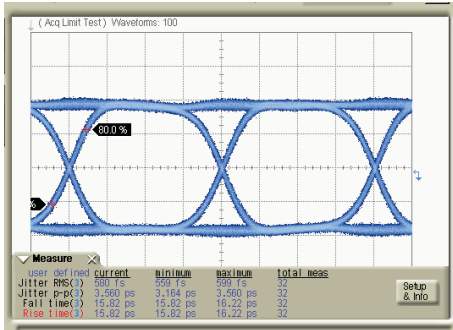 ( Acq Limit Test ) Waveforms: 100
80.0 %
%
Measure
user defined current minimum maximum total meas
Jitter RMS(3) 580 fs 559 fs 599 fs 32
Jitter p-p(3) 3.560 ps 3.164 ps 3.560 ps 32
Fall time(3) 15.82 ps 15.82 ps 16.22 ps 32
Rise time(3) 15.82 ps 15.82 ps 16.22 ps 32
Setup
& Info